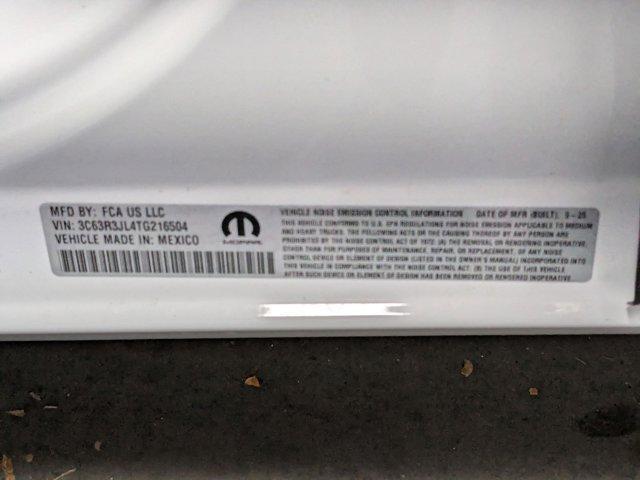 MFD BY: FCA US LLC
VIN: 3C63R3JL4TG216504
VEHICLE MADE IN: MEXICO
MOPAR
VEHICLE NOISE EMISSION CONTROL INFORMATION DATE OF MFR (BUILT). 9 - 25
THIS VEHICLE CONFORMS TO U.S. EPA REGULATIONS FOR NOISE EMISSION APPLICABLE TO MEDIUM
AND HEAVY TRUCKS. THE FOLLOWING ACTS OR THE CAUSING THEREOF BY ANY PERSON ARE
PROHIBITED BY THE NOISE CONTROL ACT OF 1972: (A) THE REMOVAL OR RENDERING INOPERATIVE,
OTHER THAN FOR PURPOSES OF MAINTENANCE, REPAIR, OR REPLACEMENT, OF ANY NOISE
CONTROL DEVICE OR ELEMENT OF DESIGN (LISTED IN THE OWNER'S MANUAL) INCORPORATED INTO
THIS VEHICLE IN COMPLIANCE WITH THE NOISE CONTROL ACT. (B) THE USE OF THIS VEHICLE
AFTER SUCH DEVICE OR ELEMENT OF DESIGN HAS BEEN REMOVED OR RENDERED INOPERATIVE.